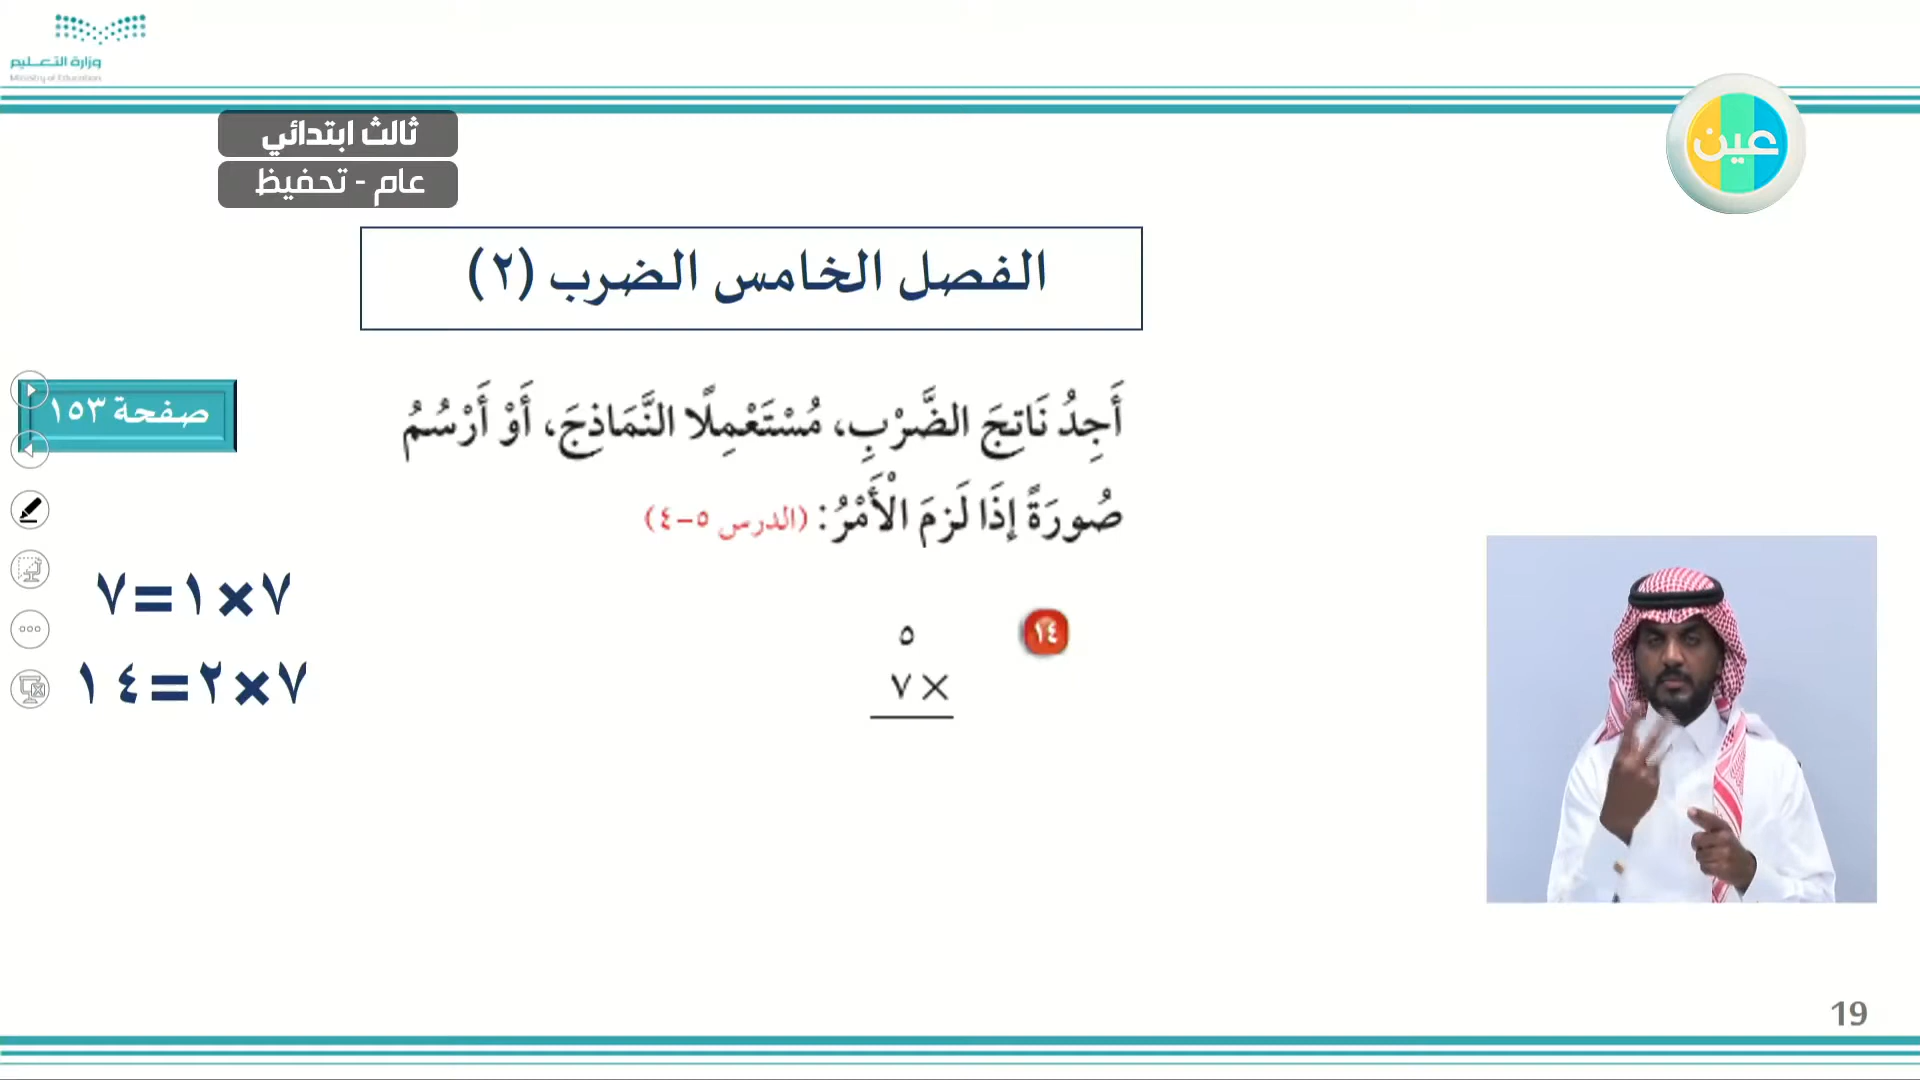 وزارة التعليم
Ministry of Education
ثالث ابتدائي
عام - تحفيظ
عين
الفصل الخامس الضرب (٢)
صفحة ١٥٣
أَجِدُ نَاتِجَ الضَّرْبِ، مُسْتَعْمِلًا النَّمَاذِجَ، أَوْ أَرْسُمُ
صُورَةً إِذَا لَزِمَ الْأَمْرُ: (الدرس ٥-٤)
١٤
٥
× ٧
٧×١=٧
٧×٢=١٤
19